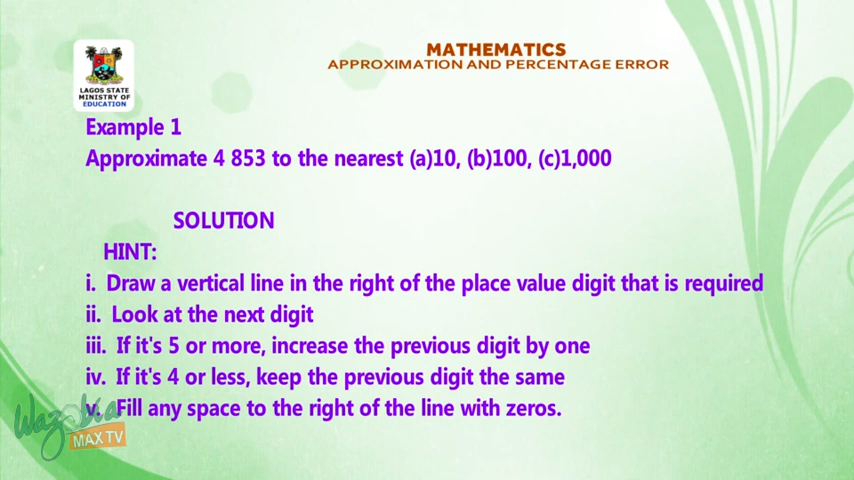 MATHEMATICS
APPROXIMATION AND PERCENTAGE ERROR
LAGOS STATE
MINISTRY OF
EDUCATION
Example 1
Approximate 4 853 to the nearest (a)10, (b)100, (c)1,000
SOLUTION
HINT:
i. Draw a vertical line in the right of the place value digit that is required
ii. Look at the next digit
iii. If it's 5 or more, increase the previous digit by one
iv. If it's 4 or less, keep the previous digit the same
v. Fill any space to the right of the line with zeros.
Wazobia
MAX TV